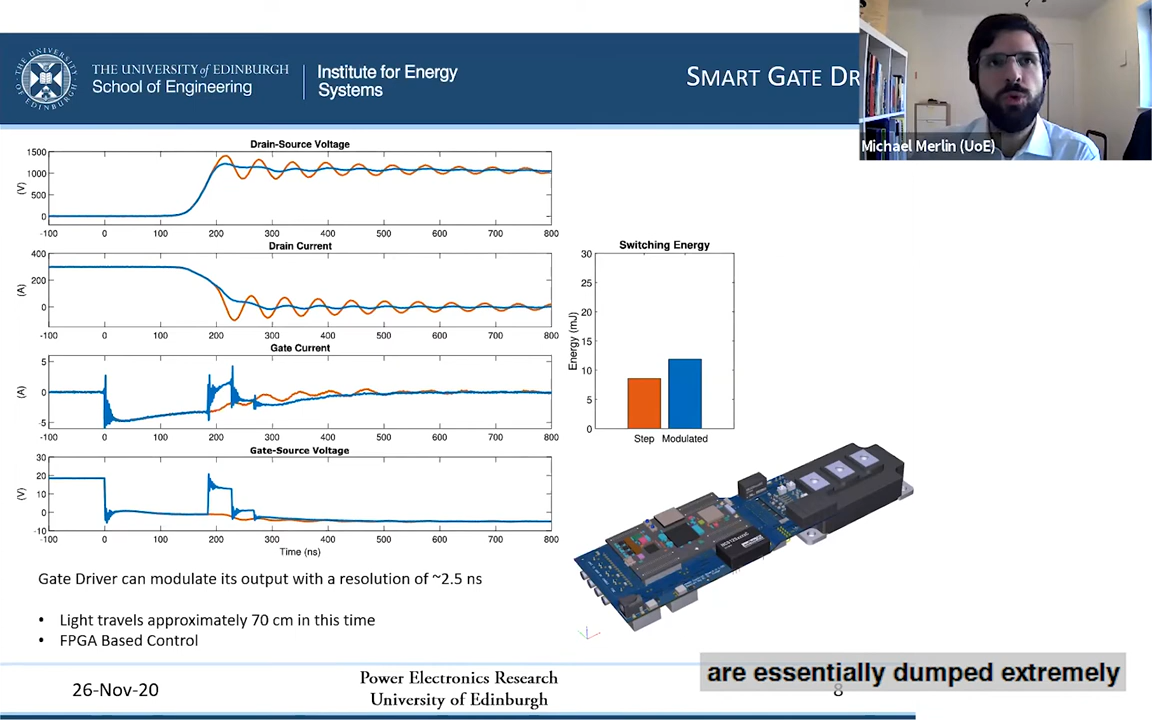 THE UNIVERSITY of EDINBURGH
School of Engineering
Institute for Energy
Systems
SMART GATE DR
Michael Merlin (UoE)
Drain-Source Voltage
1500
1000
500
0
(V)
-100 0 100 200 300 400 500 600 700 800
Drain Current
400
200
0
(A)
-100 0 100 200 300 400 500 600 700 800
Gate Current
5
0
-5
(A)
-100 0 100 200 300 400 500 600 700 800
Gate-Source Voltage
30
20
10
0
-10
(V)
-100 0 100 200 300 400 500 600 700 800
Time (ns)
Switching Energy
30
25
20
15
10
5
0
Energy (mJ)
Step Modulated
Gate Driver can modulate its output with a resolution of ~2.5 ns
• Light travels approximately 70 cm in this time
• FPGA Based Control
26-Nov-20
Power Electronics Research
University of Edinburgh
8
are essentially dumped extremely